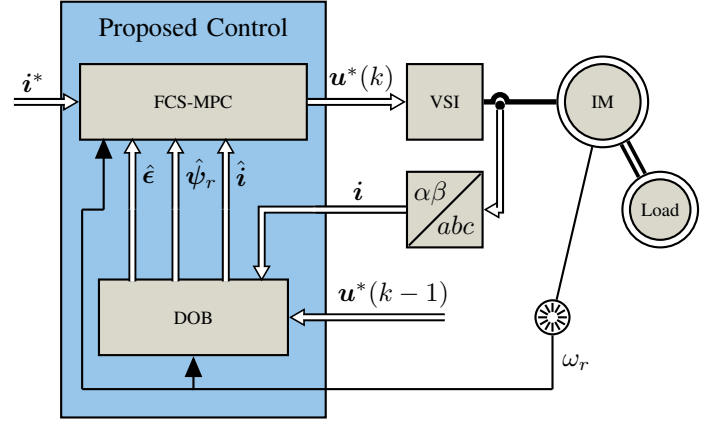 Proposed Control
i*
FCS-MPC
u*(k)
VSI
IM
ε̂
ψ̂r
î
i
αβ
abc
Load
DOB
u*(k − 1)
ωr